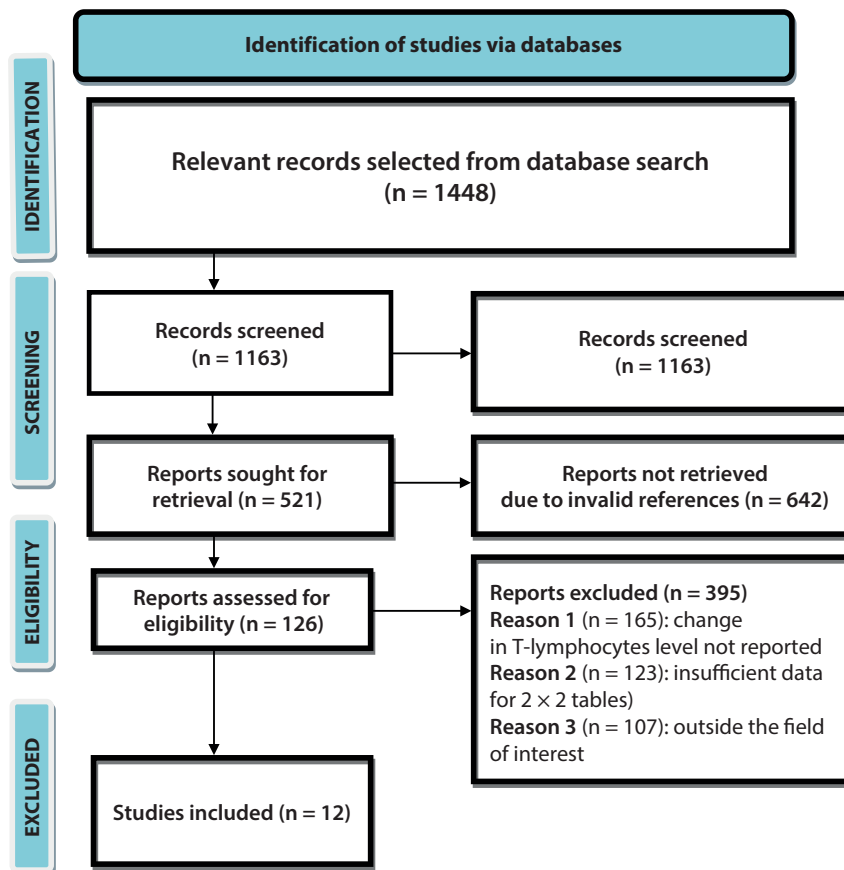 Identification of studies via databases
IDENTIFICATION
Relevant records selected from database search
(n = 1448)
SCREENING
Records screened
(n = 1163)
Records screened
(n = 1163)
Reports sought for
retrieval (n = 521)
Reports not retrieved
due to invalid references (n = 642)
ELIGIBILITY
Reports assessed for
eligibility (n = 126)
Reports excluded (n = 395)
Reason 1 (n = 165): change
in T-lymphocytes level not reported
Reason 2 (n = 123): insufficient data
for 2 × 2 tables)
Reason 3 (n = 107): outside the field
of interest
EXCLUDED
Studies included (n = 12)